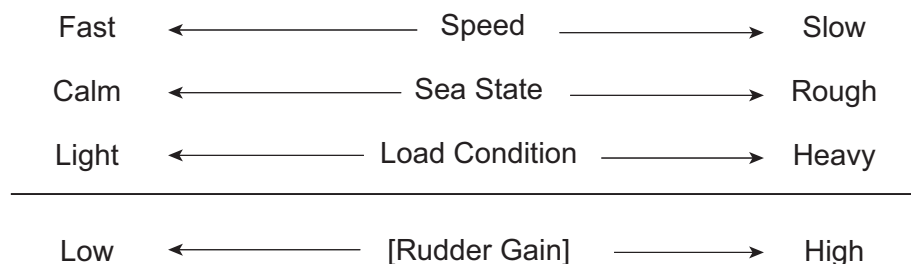 Fast Speed Slow
Calm Sea State Rough
Light Load Condition Heavy
Low [Rudder Gain] High